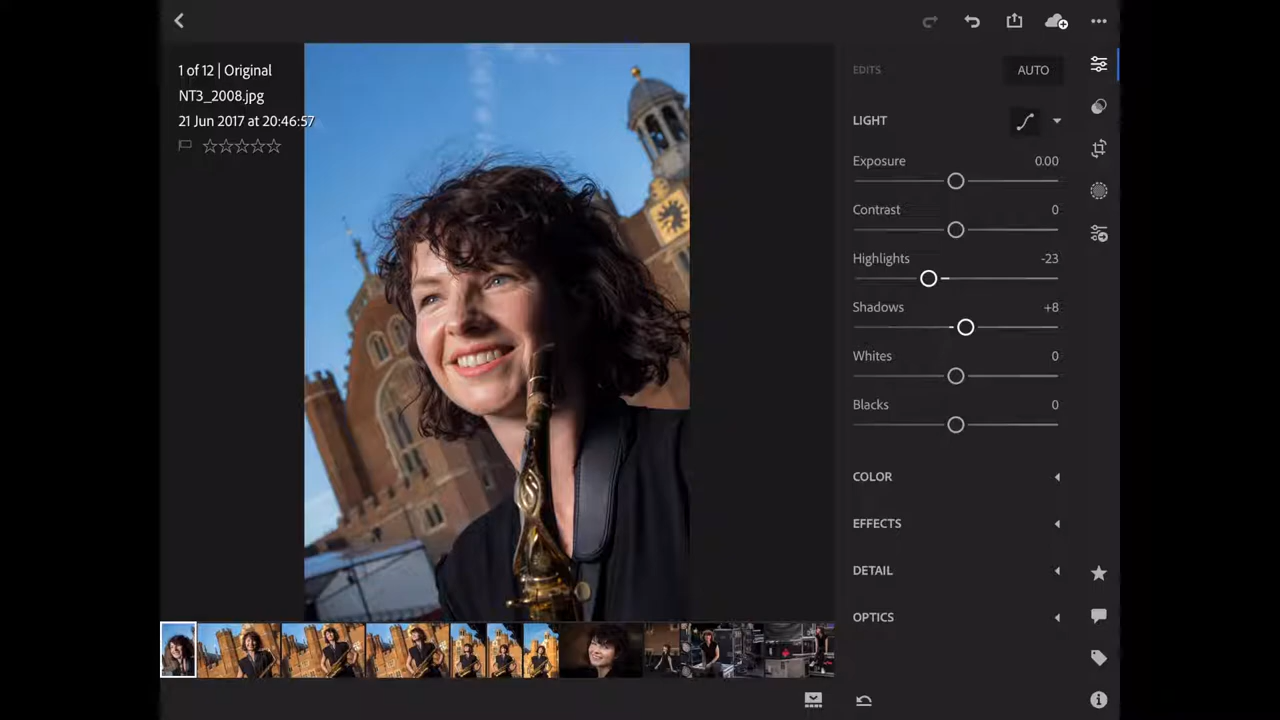 1 of 12 | Original
NT3_2008.jpg
21 Jun 2017 at 20:46:57
EDITS
AUTO
LIGHT
Exposure 0.00
Contrast 0
Highlights -23
Shadows +8
Whites 0
Blacks 0
COLOR
EFFECTS
DETAIL
OPTICS